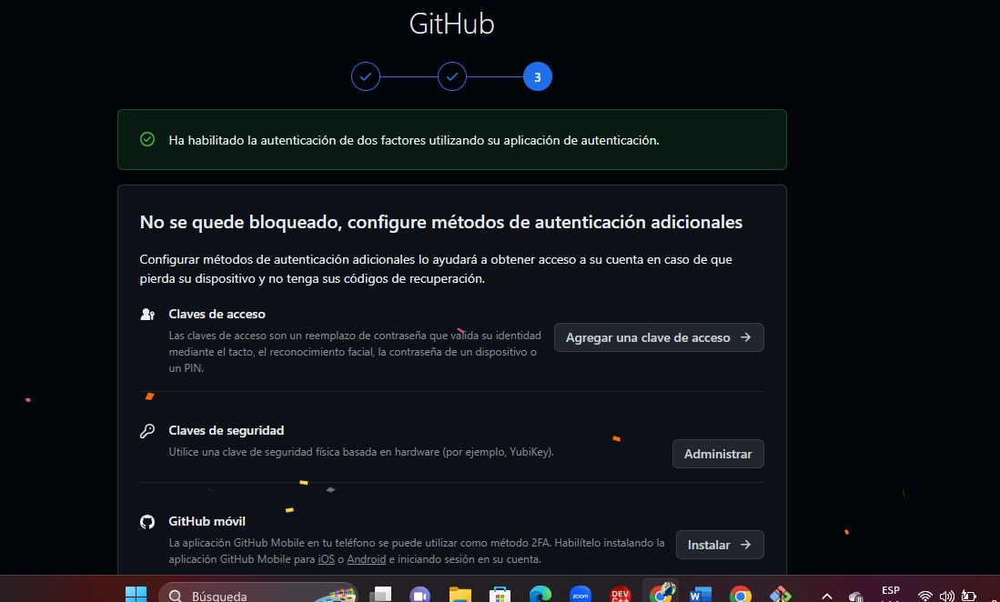 GitHub
3
Ha habilitado la autenticación de dos factores utilizando su aplicación de autenticación.
No se quede bloqueado, configure métodos de autenticación adicionales
Configurar métodos de autenticación adicionales lo ayudará a obtener acceso a su cuenta en caso de que
pierda su dispositivo y no tenga sus códigos de recuperación.
Claves de acceso
Las claves de acceso son un reemplazo de contraseña que valida su identidad
mediante el tacto, el reconocimiento facial, la contraseña de un dispositivo o
un PIN.
Agregar una clave de acceso
Claves de seguridad
Utilice una clave de seguridad física basada en hardware (por ejemplo, YubiKey).
Administrar
GitHub móvil
La aplicación GitHub Mobile en tu teléfono se puede utilizar como método 2FA. Habilítelo instalando la
aplicación GitHub Mobile para iOS o Android e iniciando sesión en su cuenta.
Instalar
Búsqueda
zoom
DEV
C++
W
ESP